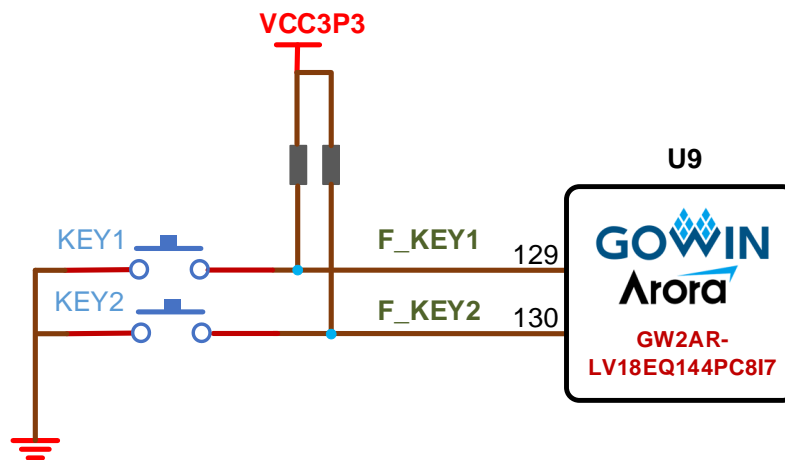 VCC3P3
U9
KEY1
F_KEY1
129
GOWIN
Arora
KEY2
F_KEY2
130
GW2AR-
LV18EQ144PC8I7